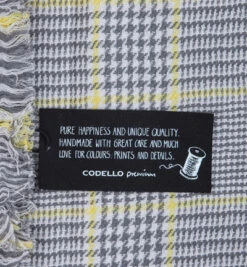 PURE HAPPINESS AND UNIQUE QUALITY.
HANDMADE WITH GREAT CARE AND MUCH
LOVE FOR COLOURS, PRINTS AND DETAILS.
CODELLO premium